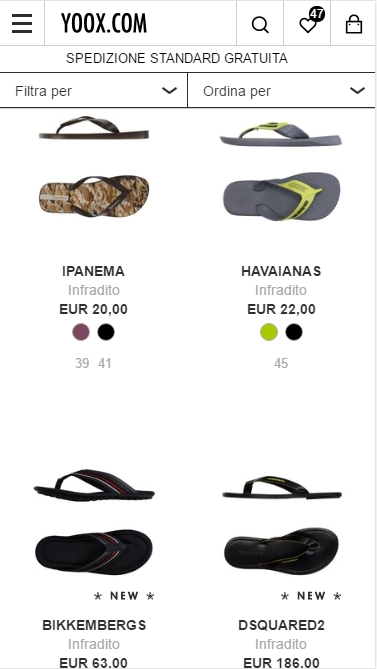 YOOX.COM
47
SPEDIZIONE STANDARD GRATUITA
Filtra per
Ordina per
IPANEMA
Infradito
EUR 20,00
39 41
HAVAIANAS
Infradito
EUR 22,00
45
* NEW *
BIKKEMBERGS
Infradito
EUR 63,00
* NEW *
DSQUARED2
Infradito
EUR 186,00